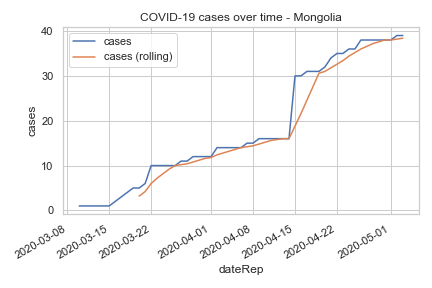 COVID-19 cases over time - Mongolia
cases
cases (rolling)
40
30
20
10
0
cases
2020-03-08
2020-03-15
2020-03-22
2020-04-01
2020-04-08
2020-04-15
2020-04-22
2020-05-01
dateRep